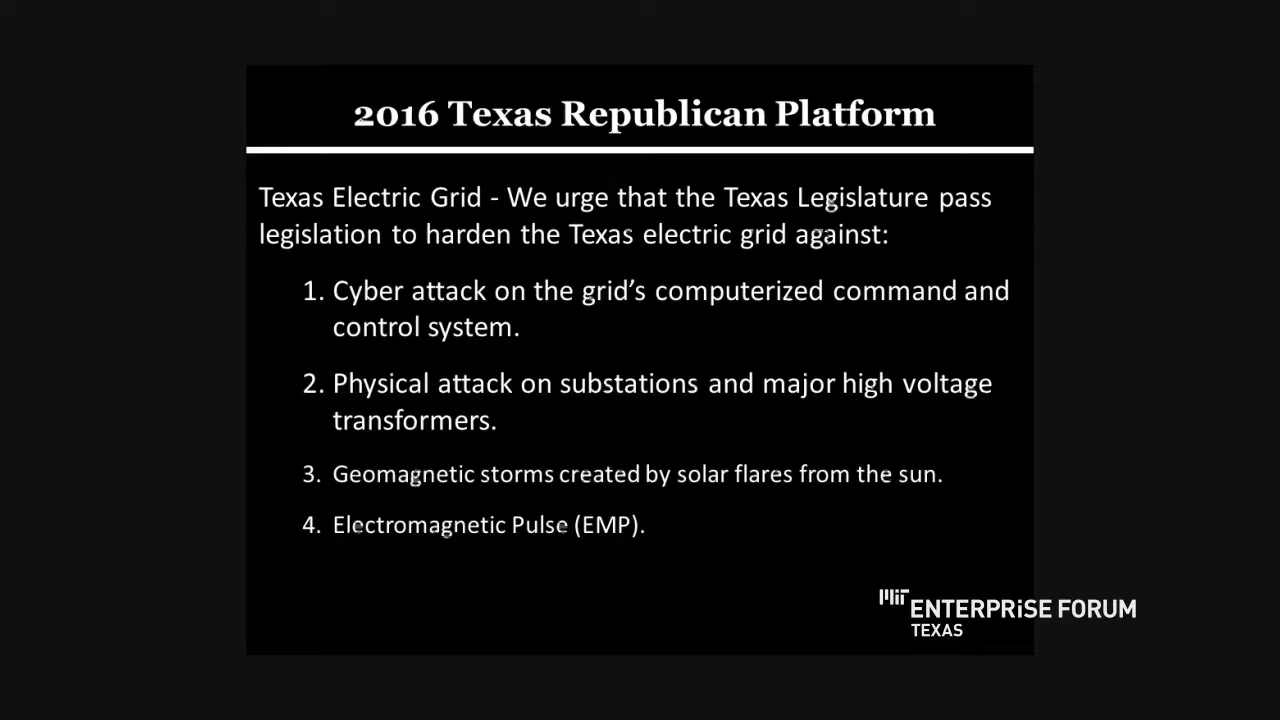 2016 Texas Republican Platform
Texas Electric Grid - We urge that the Texas Legislature pass
legislation to harden the Texas electric grid against:
1. Cyber attack on the grid’s computerized command and
control system.
2. Physical attack on substations and major high voltage
transformers.
3. Geomagnetic storms created by solar flares from the sun.
4. Electromagnetic Pulse (EMP).
MiT ENTERPRiSE FORUM
TEXAS